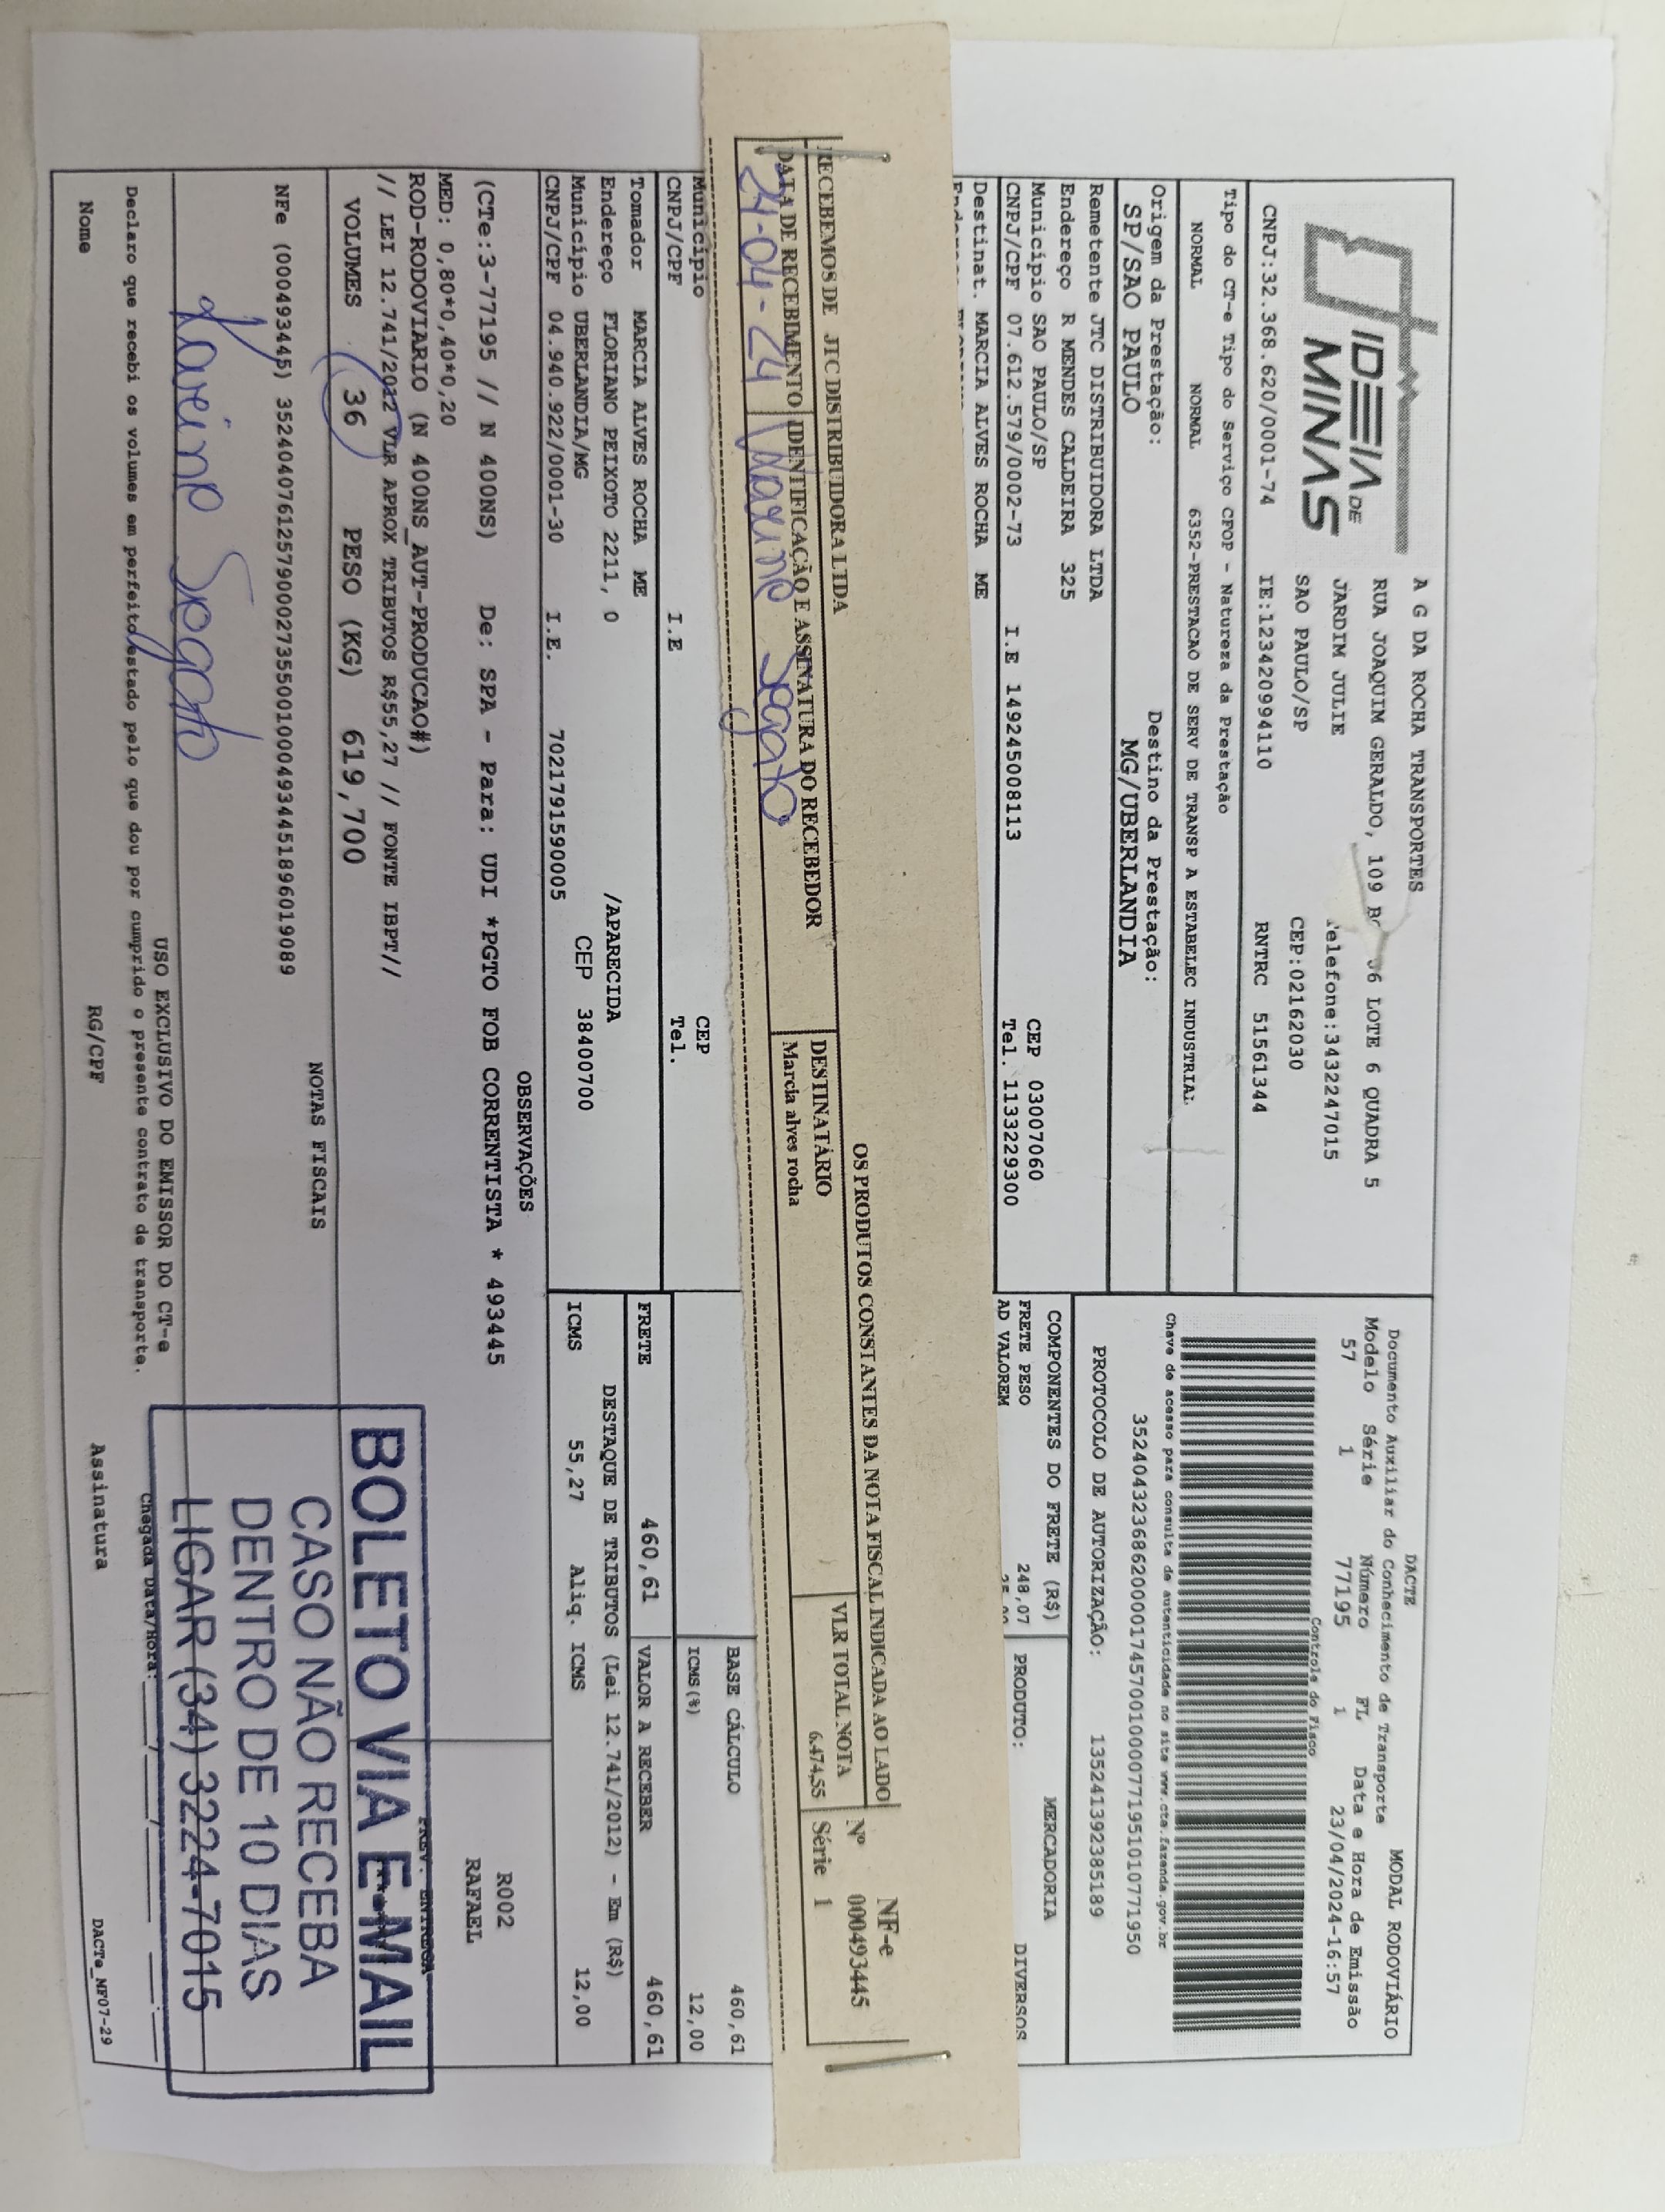 IDEIA DE
MINAS
A G DA ROCHA TRANSPORTES
RUA JOAQUIM GERALDO, 109 36 LOTE 6 QUADRA 5
JARDIM JULIE elefone:3432247015
SAO PAULO/SP CEP:02162030
CNPJ:32.368.620/0001-74 IE:123420994110 RNTRC 51561344
Tipo do CT-e Tipo do Serviço CFOP - Natureza da Prestação
NORMAL NORMAL 6352-PRESTACAO DE SERV DE TRANSP A ESTABELEC INDUSTRIAL
Origem da Prestação: Destino da Prestação:
SP/SAO PAULO MG/UBERLANDIA
Remetente JTC DISTRIBUIDORA LTDA
Endereço R MENDES CALDEIRA 325
Município SAO PAULO/SP CEP 03007060
CNPJ/CPF 07.612.579/0002-73 I.E 149245008113 Tel. 1133229300
Destinat. MARCIA ALVES ROCHA ME
DACTE MODAL RODOVIÁRIO
Documento Auxiliar do Conhecimento de Transporte
Modelo Série Número FL Data e Hora de Emissão
57 1 77195 1 23/04/2024-16:57
Controle do Fisco
Chave de acesso para consulta de autenticidade no site www.cte.fazenda.gov.br
35240432368620000174570010000771951010771950
PROTOCOLO DE AUTORIZAÇÃO: 135241392385189
COMPONENTES DO FRETE (R$) MERCADORIA
FRETE PESO 248,07 PRODUTO: DIVERSOS
AD VALOREM
RECEBEMOS DE JTC DISTRIBUIDORA LTDA OS PRODUTOS CONSTANTES DA NOTA FISCAL INDICADA AO LADO
NF-e
DATA DE RECEBIMENTO IDENTIFICAÇÃO E ASSINATURA DO RECEBEDOR DESTINATÁRIO VLR TOTAL NOTA Nº 000493445
24-04-24 Marcia alves rocha 6.474,55 Série 1
Município CEP
CNPJ/CPF I.E Tel.
Tomador MARCIA ALVES ROCHA ME
Endereço FLORIANO PEIXOTO 2211, 0 /APARECIDA
Município UBERLANDIA/MG CEP 38400700
CNPJ/CPF 04.940.922/0001-30 I.E. 7021791590005
BASE CÁLCULO 460,61
ICMS(%) 12,00
FRETE 460,61 VALOR A RECEBER 460,61
DESTAQUE DE TRIBUTOS (Lei 12.741/2012) - Em (R$)
ICMS 55,27 Aliq. ICMS 12,00
OBSERVAÇÕES
(CTe:3-77195 // N 400NS) De: SPA - Para: UDI *PGTO FOB CORRENTISTA * 493445
MED: 0,80*0,40*0,20
ROD-RODOVIARIO (N 400NS_AUT-PRODUCAO#)
// LEI 12.741/2012 VLR APROX TRIBUTOS R$55,27 // FONTE IBPT//
R002
RAFAEL
PREV. ENTREGA
VOLUMES 36 PESO (KG) 619,700
NOTAS FISCAIS
NFe (000493445) 35240407612579000273550010004934451896019089
USO EXCLUSIVO DO EMISSOR DO CT-e
Declaro que recebi os volumes em perfeito estado pelo que dou por cumprido o presente contrato de transporte.
Chegada Data/Hora:
Nome RG/CPF Assinatura
DACTe_NF07-29
BOLETO VIA E-MAIL
CASO NÃO RECEBA
DENTRO DE 10 DIAS
LIGAR (34) 3224-7015